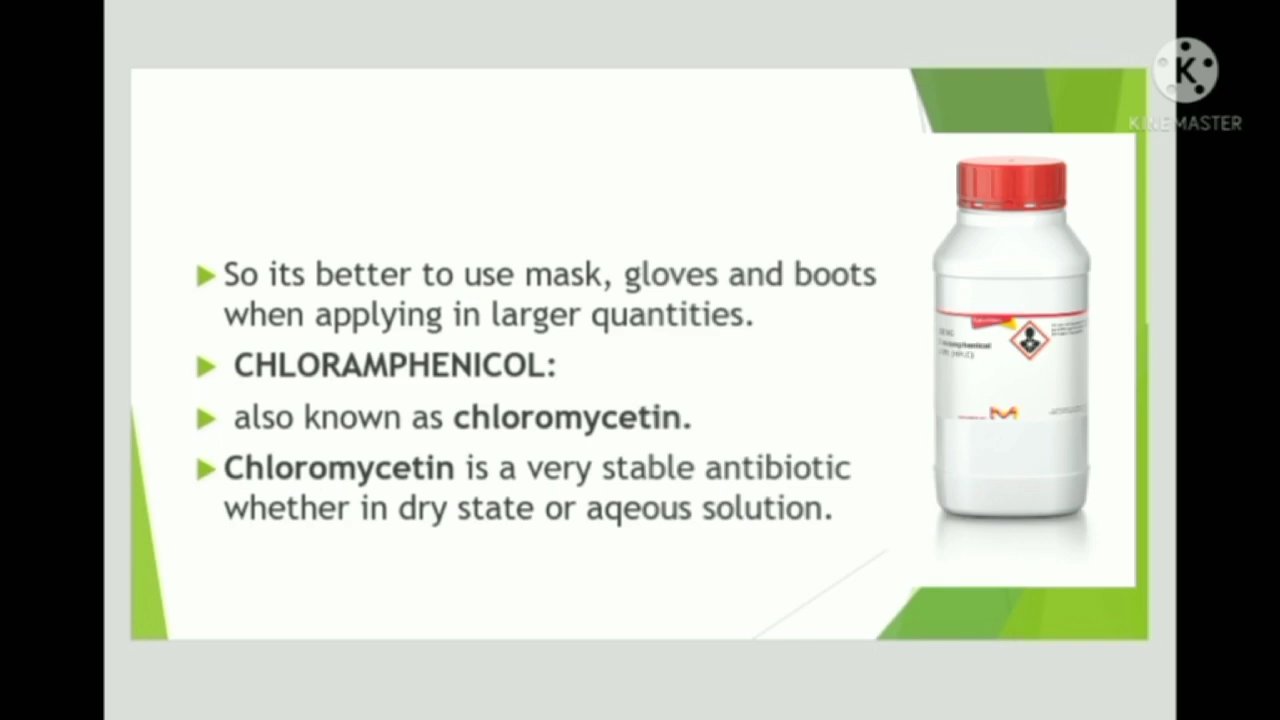 K
KINEMASTER
So its better to use mask, gloves and boots
when applying in larger quantities.
CHLORAMPHENICOL:
also known as chloromycetin.
Chloromycetin is a very stable antibiotic
whether in dry state or aqeous solution.